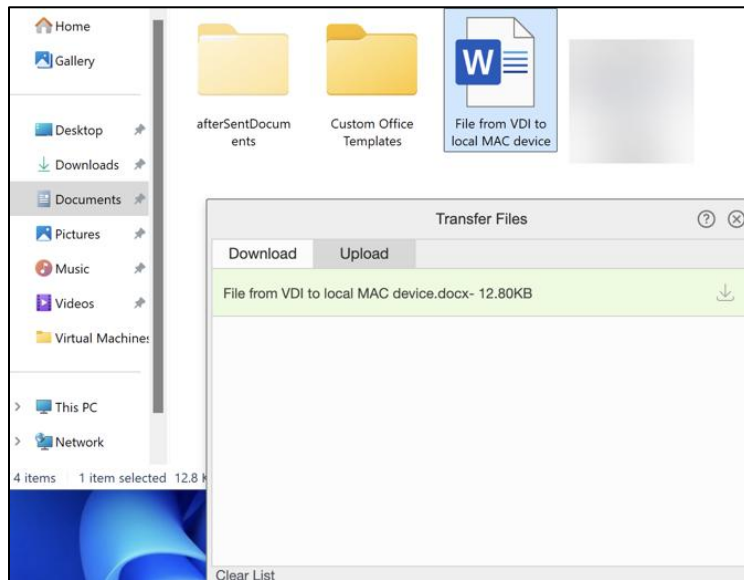 Home
Gallery
Desktop
Downloads
Documents
Pictures
Music
Videos
Virtual Machines
This PC
Network
4 items 1 item selected 12.8
afterSentDocum
ents
Custom Office
Templates
W
File from VDI to
local MAC device
Transfer Files ?
Download Upload
File from VDI to local MAC device.docx- 12.80KB
Clear List